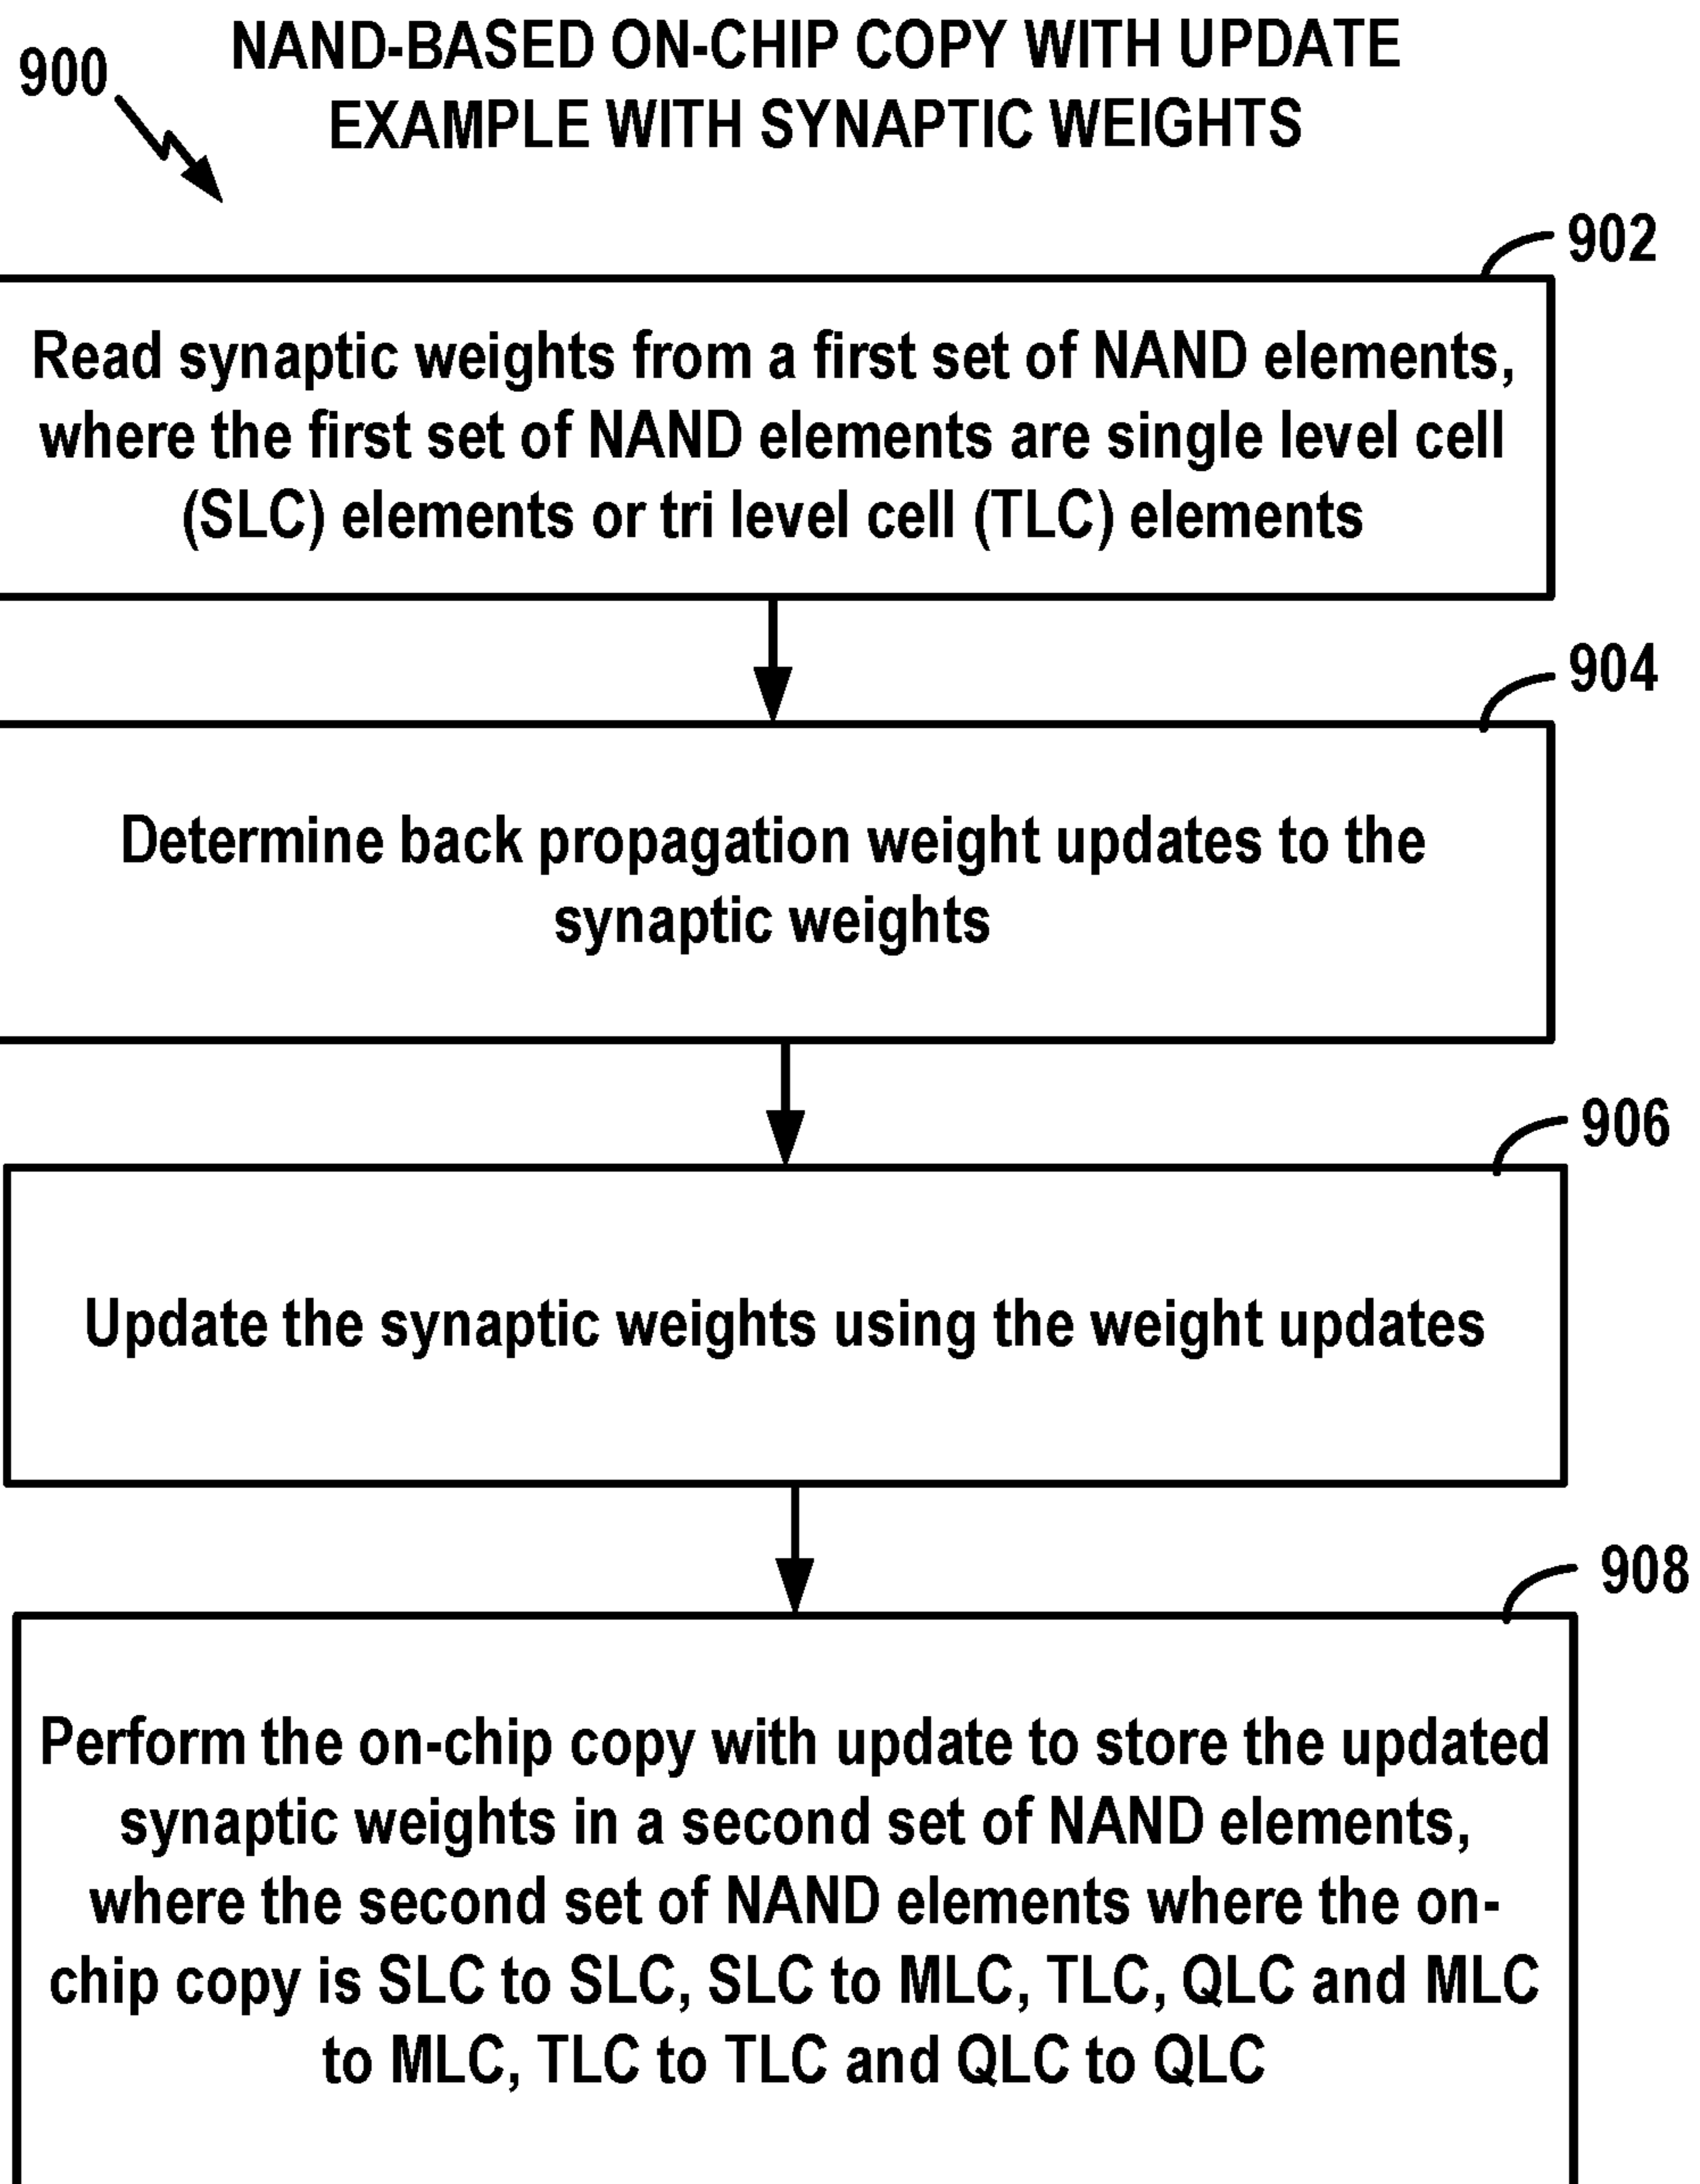 NAND-BASED ON-CHIP COPY WITH UPDATE
EXAMPLE WITH SYNAPTIC WEIGHTS
900
902
Read synaptic weights from a first set of NAND elements,
where the first set of NAND elements are single level cell
(SLC) elements or tri level cell (TLC) elements
904
Determine back propagation weight updates to the
synaptic weights
906
Update the synaptic weights using the weight updates
908
Perform the on-chip copy with update to store the updated
synaptic weights in a second set of NAND elements,
where the second set of NAND elements where the on-
chip copy is SLC to SLC, SLC to MLC, TLC, QLC and MLC
to MLC, TLC to TLC and QLC to QLC